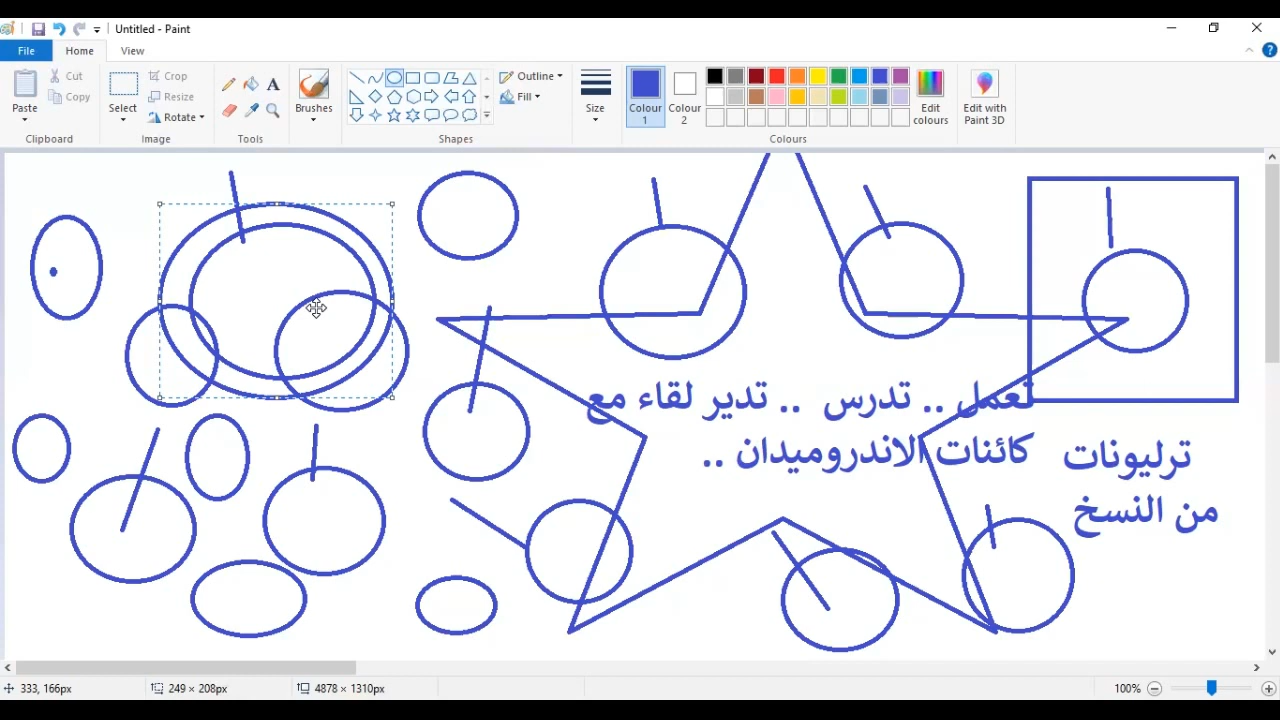 Untitled - Paint
File Home View
Cut
Copy
Paste
Clipboard
Crop
Resize
Rotate
Select
Image
Tools
Brushes
Shapes
Outline
Fill
Size
Colour 1
Colour 2
Edit colours
Edit with Paint 3D
Colours
تعمل .. تدرس .. تدير لقاء مع
كائنات الاندروميدان ..
ترليونات
من النسخ
333, 166px 249 × 208px 4878 × 1310px 100%